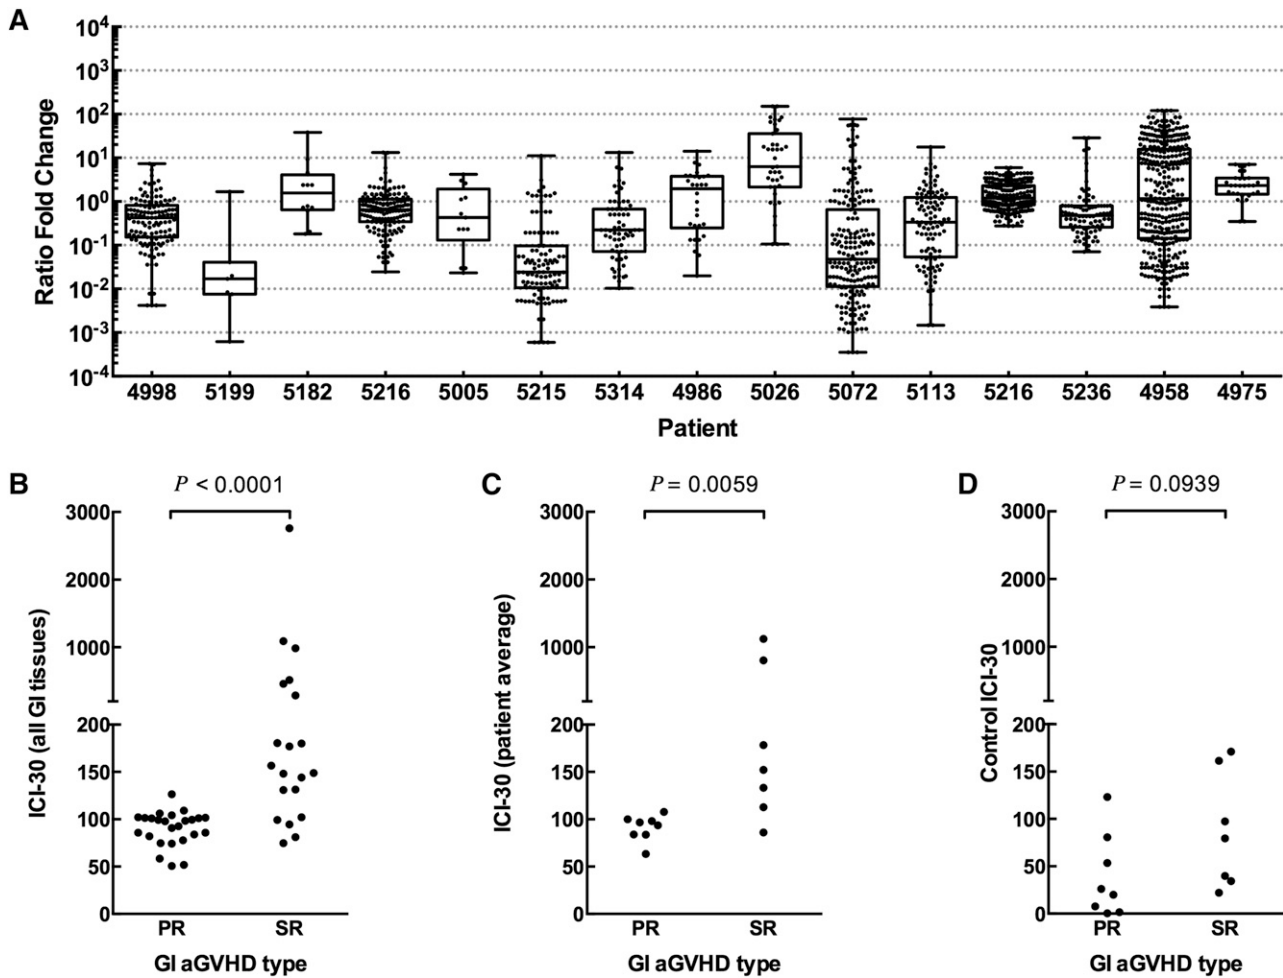 A
Ratio Fold Change
10⁴
10³
10²
10¹
10⁰
10⁻¹
10⁻²
10⁻³
10⁻⁴
4998 5199 5182 5216 5005 5215 5314 4986 5026 5072 5113 5216 5236 4958 4975
Patient
B
P < 0.0001
ICI-30 (all GI tissues)
3000
2000
1000
200
150
100
50
0
PR SR
GI aGVHD type
C
P = 0.0059
ICI-30 (patient average)
3000
2000
1000
200
150
100
50
0
PR SR
GI aGVHD type
D
P = 0.0939
Control ICI-30
3000
2000
1000
200
150
100
50
0
PR SR
GI aGVHD type